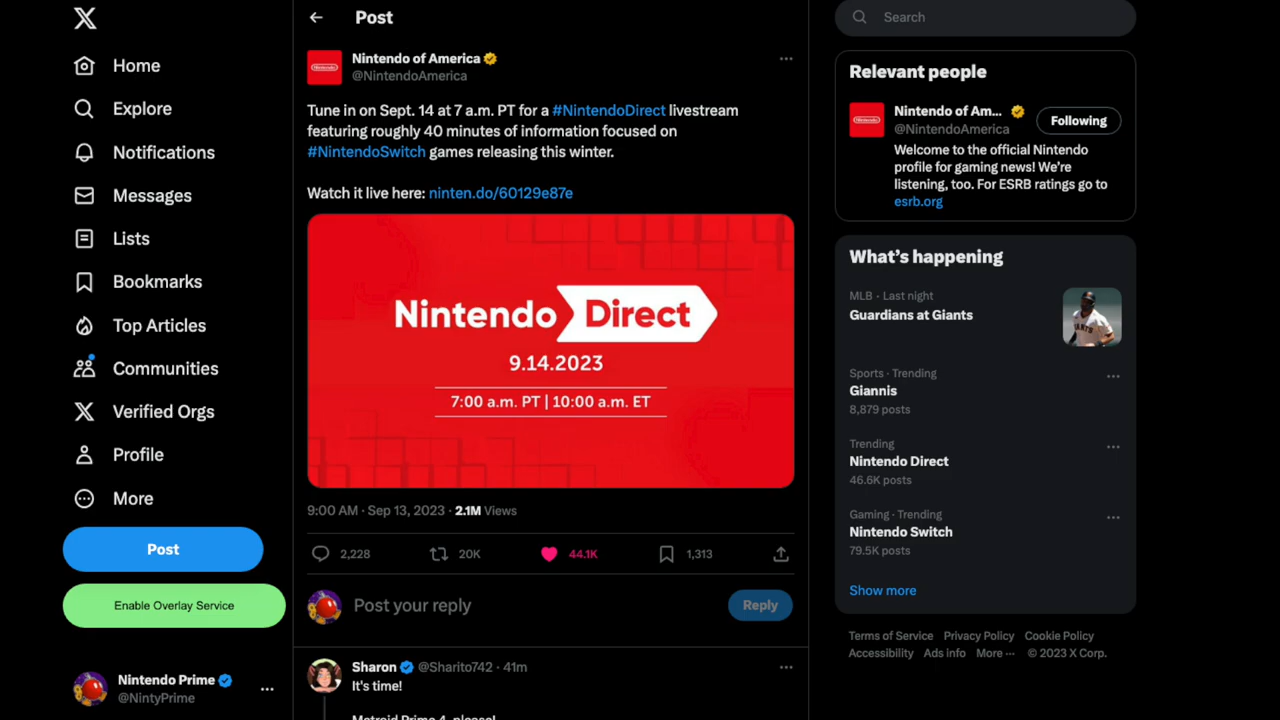 Home
Explore
Notifications
Messages
Lists
Bookmarks
Top Articles
Communities
Verified Orgs
Profile
More
Post
Enable Overlay Service
Nintendo Prime
@NintyPrime
Post
Nintendo of America
@NintendoAmerica
Tune in on Sept. 14 at 7 a.m. PT for a #NintendoDirect livestream
featuring roughly 40 minutes of information focused on
#NintendoSwitch games releasing this winter.
Watch it live here: ninten.do/60129e87e
Nintendo Direct
9.14.2023
7:00 a.m. PT | 10:00 a.m. ET
9:00 AM · Sep 13, 2023 · 2.1M Views
2,228 20K 44.1K 1,313
Post your reply
Reply
Sharon @Sharito742 · 41m
It's time!
Metroid Prime 4, please!
Search
Relevant people
Nintendo of Am...
@NintendoAmerica
Following
Welcome to the official Nintendo
profile for gaming news! We're
listening, too. For ESRB ratings go to
esrb.org
What's happening
MLB · Last night
Guardians at Giants
Sports · Trending
Giannis
8,879 posts
Trending
Nintendo Direct
46.6K posts
Gaming · Trending
Nintendo Switch
79.5K posts
Show more
Terms of Service Privacy Policy Cookie Policy
Accessibility Ads info More ··· © 2023 X Corp.